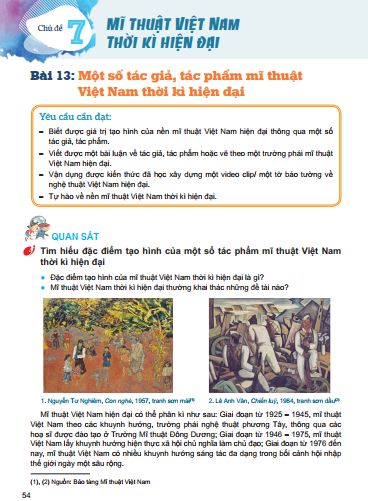 Chủ đề
7
MĨ THUẬT VIỆT NAM
THỜI KÌ HIỆN ĐẠI
Bài 13: Một số tác giả, tác phẩm mĩ thuật
Việt Nam thời kì hiện đại
Yêu cầu cần đạt:
– Biết được giá trị tạo hình của nền mĩ thuật Việt Nam hiện đại thông qua một số
tác giả, tác phẩm.
– Viết được một bài luận về tác giả, tác phẩm hoặc vẽ theo một trường phái mĩ thuật
Việt Nam hiện đại.
– Vận dụng được kiến thức đã học xây dựng một video clip/ một tờ báo tường về
nghệ thuật Việt Nam hiện đại.
– Tự hào về nền mĩ thuật Việt Nam thời kì hiện đại.
QUAN SÁT
Tìm hiểu đặc điểm tạo hình của một số tác phẩm mĩ thuật Việt Nam
thời kì hiện đại
• Đặc điểm tạo hình của mĩ thuật Việt Nam thời kì hiện đại là gì?
• Mĩ thuật Việt Nam hiện đại thường khai thác những đề tài nào?
1. Nguyễn Tư Nghiêm, Con nghé, 1957, tranh sơn mài(1)
2. Lê Anh Vân, Chiến luỹ, 1984, tranh sơn dầu(2)
Mĩ thuật Việt Nam hiện đại có thể phân kì như sau: Giai đoạn từ 1925 – 1945, mĩ thuật
Việt Nam theo các khuynh hướng, trường phái nghệ thuật phương Tây, thông qua các
hoạ sĩ được đào tạo ở Trường Mĩ thuật Đông Dương; Giai đoạn từ 1946 – 1975, mĩ thuật
Việt Nam lấy khuynh hướng hiện thực xã hội chủ nghĩa làm chủ đạo; Giai đoạn từ 1976 đến
nay, mĩ thuật Việt Nam có nhiều khuynh hướng sáng tác đa dạng trong bối cảnh hội nhập
thế giới ngày một sâu rộng.
(1), (2) Nguồn: Bảo tàng Mĩ thuật Việt Nam
54